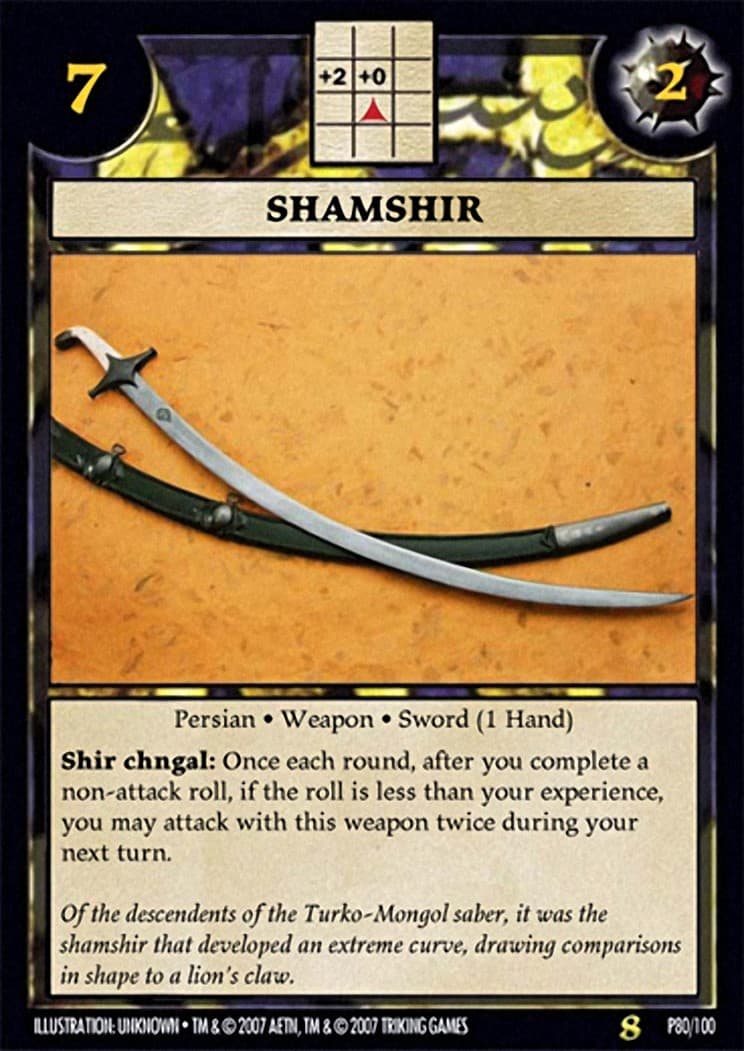 7
2
+2 +0
SHAMSHIR
Persian • Weapon • Sword (1 Hand)
Shir chngal: Once each round, after you complete a
non-attack roll, if the roll is less than your experience,
you may attack with this weapon twice during your
next turn.
Of the descendents of the Turko-Mongol saber, it was the
shamshir that developed an extreme curve, drawing comparisons
in shape to a lion's claw.
ILLUSTRATION: UNKNOWN • TM & © 2007 AETN, TM & © 2007 TRIKING GAMES
8 P80/100